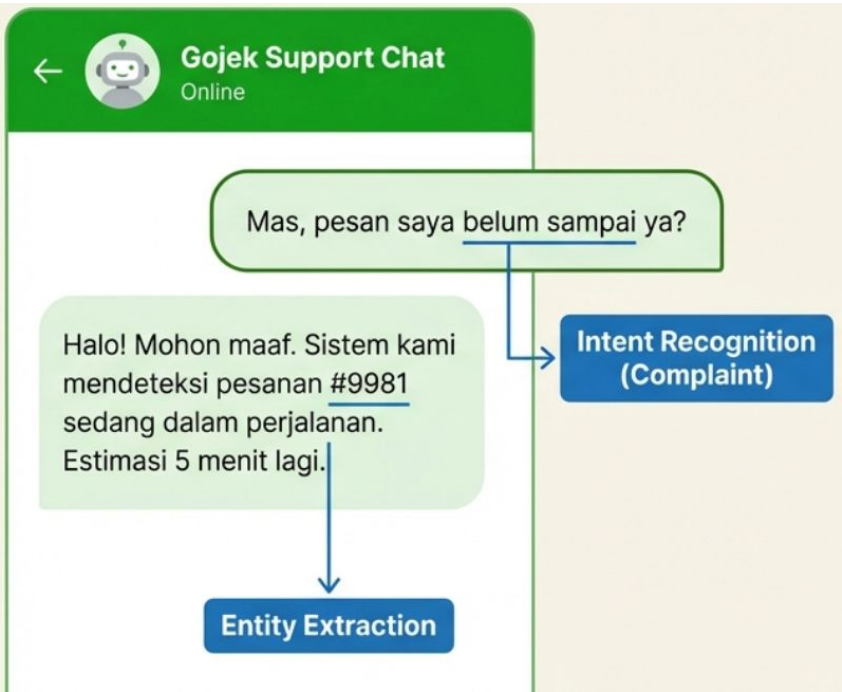 Gojek Support Chat
Online
Mas, pesan saya belum sampai ya?
Intent Recognition
(Complaint)
Halo! Mohon maaf. Sistem kami
mendeteksi pesanan #9981
sedang dalam perjalanan.
Estimasi 5 menit lagi.
Entity Extraction